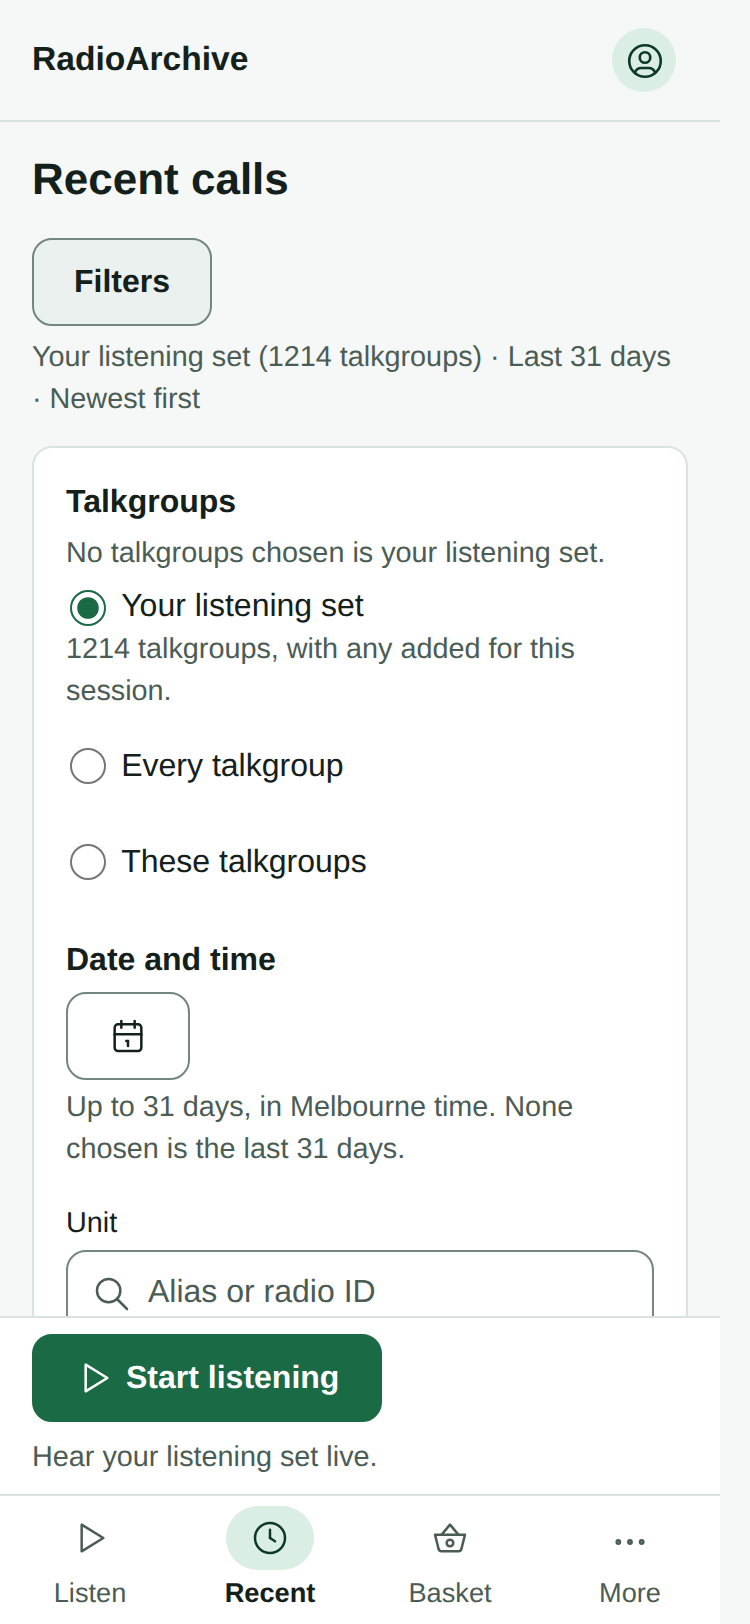 RadioArchive
Recent calls
Filters
Your listening set (1214 talkgroups) · Last 31 days
· Newest first
Talkgroups
No talkgroups chosen is your listening set.
Your listening set
1214 talkgroups, with any added for this
session.
Every talkgroup
These talkgroups
Date and time
Up to 31 days, in Melbourne time. None
chosen is the last 31 days.
Unit
Alias or radio ID
Start listening
Hear your listening set live.
Listen
Recent
Basket
More